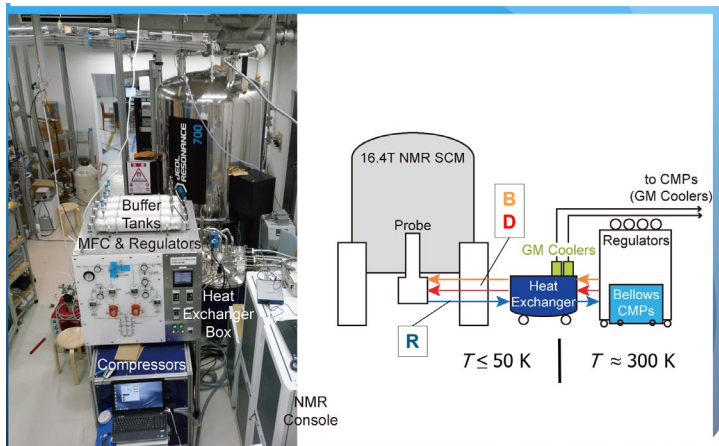 JEOL RESONANCE
700
Buffer
Tanks
MFC & Regulators
Heat
Exchanger
Box
Compressors
NMR
Console
16.4T NMR SCM
Probe
B
D
R
to CMPs
(GM Coolers)
GM Coolers
Regulators
Heat
Exchanger
Bellows
CMPs
T ≤ 50 K
T ≈ 300 K